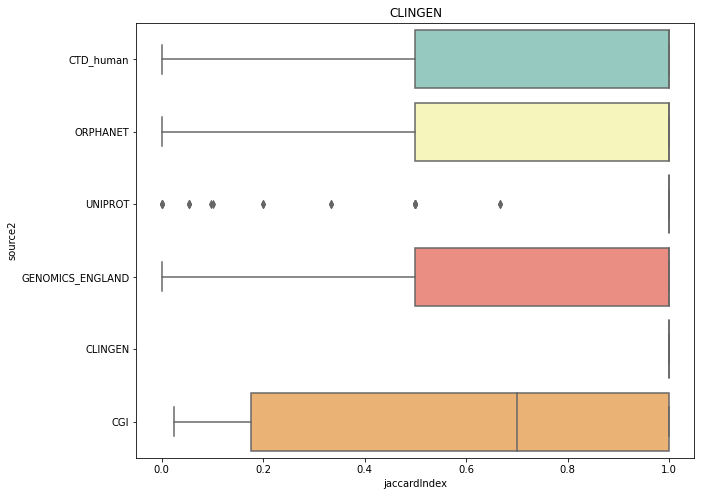 CLINGEN
source2
CTD_human
ORPHANET
UNIPROT
GENOMICS_ENGLAND
CLINGEN
CGI
0.0 0.2 0.4 0.6 0.8 1.0
jaccardIndex